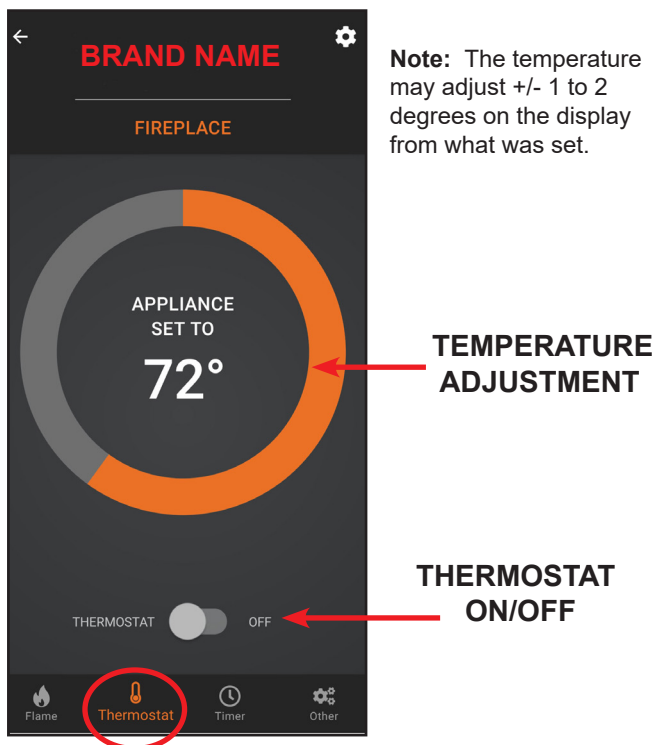 BRAND NAME
FIREPLACE
APPLIANCE
SET TO
72°
THERMOSTAT OFF
Flame Thermostat Timer Other
Note: The temperature
may adjust +/- 1 to 2
degrees on the display
from what was set.
TEMPERATURE
ADJUSTMENT
THERMOSTAT
ON/OFF